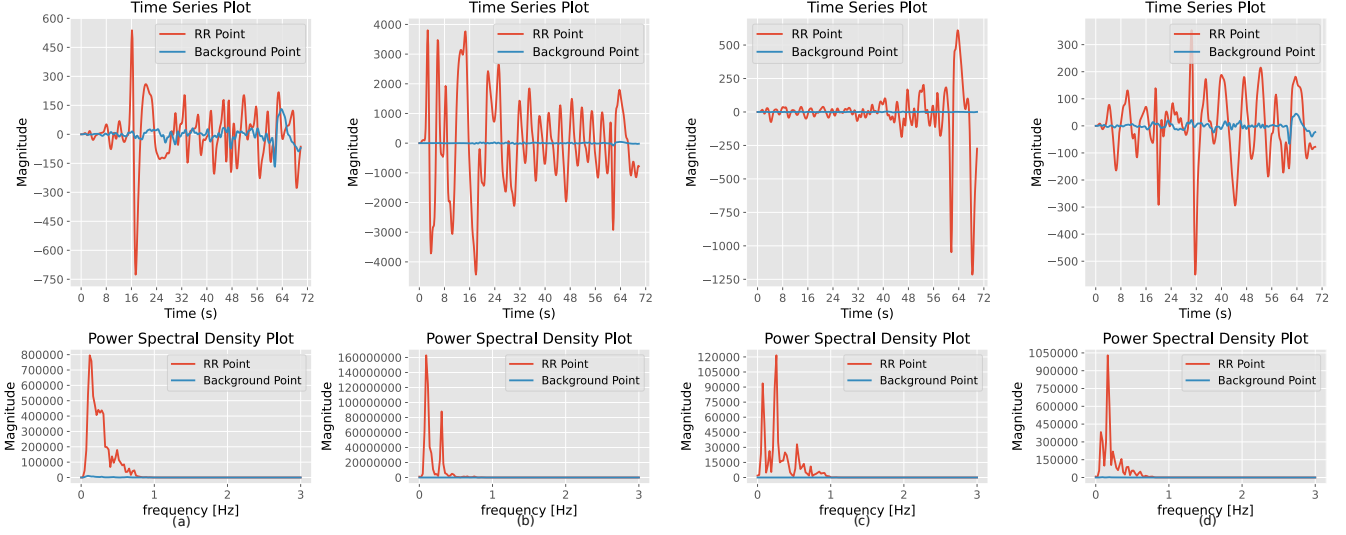 Time Series Plot
600
450
300
150
0
−150
−300
−450
−600
−750
Magnitude
RR Point
Background Point
0 8 16 24 32 40 48 56 64 72
Time (s)
Time Series Plot
4000
3000
2000
1000
0
−1000
−2000
−3000
−4000
Magnitude
RR Point
Background Point
0 8 16 24 32 40 48 56 64 72
Time (s)
Time Series Plot
500
250
0
−250
−500
−750
−1000
−1250
Magnitude
RR Point
Background Point
0 8 16 24 32 40 48 56 64 72
Time (s)
Time Series Plot
300
200
100
0
−100
−200
−300
−400
−500
Magnitude
RR Point
Background Point
0 8 16 24 32 40 48 56 64 72
Time (s)
Power Spectral Density Plot
800000
700000
600000
500000
400000
300000
200000
100000
0
Magnitude
RR Point
Background Point
0 1 2 3
frequency [Hz]
(a)
Power Spectral Density Plot
160000000
140000000
120000000
100000000
80000000
60000000
40000000
20000000
0
Magnitude
RR Point
Background Point
0 1 2 3
frequency [Hz]
(b)
Power Spectral Density Plot
120000
105000
90000
75000
60000
45000
30000
15000
0
Magnitude
RR Point
Background Point
0 1 2 3
frequency [Hz]
(c)
Power Spectral Density Plot
1050000
900000
750000
600000
450000
300000
150000
0
Magnitude
RR Point
Background Point
0 1 2 3
frequency [Hz]
(d)